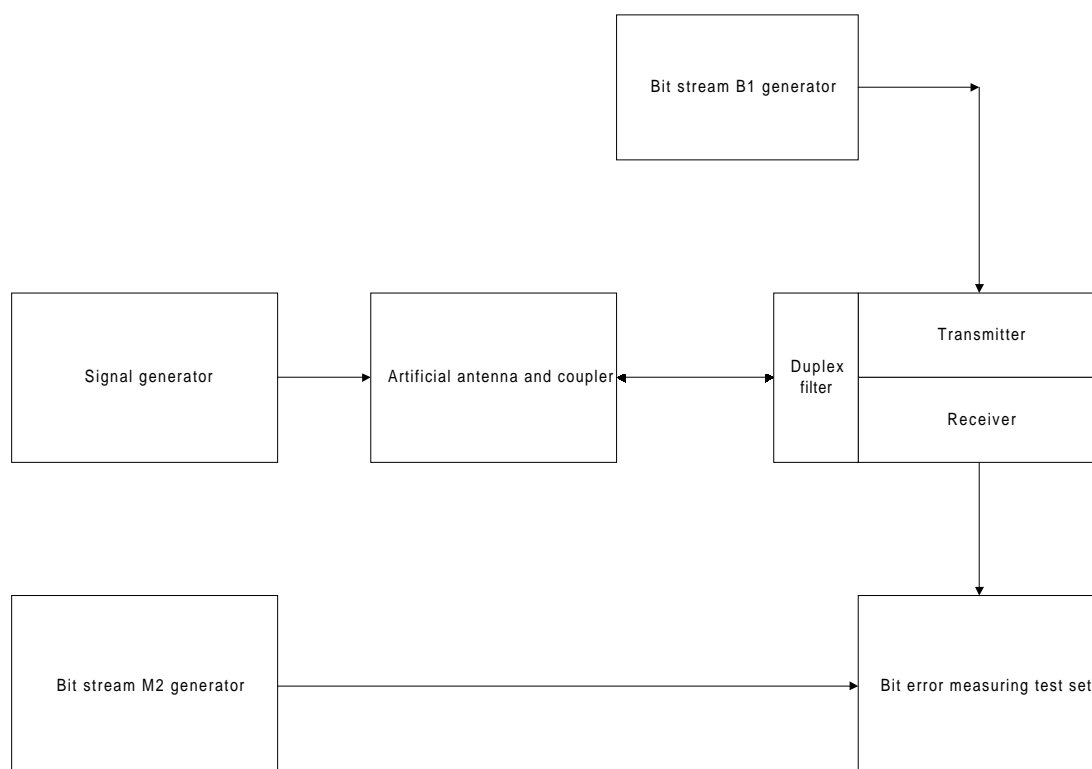 Bit stream B1 generator
Transmitter
Signal generator
Artificial antenna and coupler
Duplex
filter
Receiver
Bit stream M2 generator
Bit error measuring test set